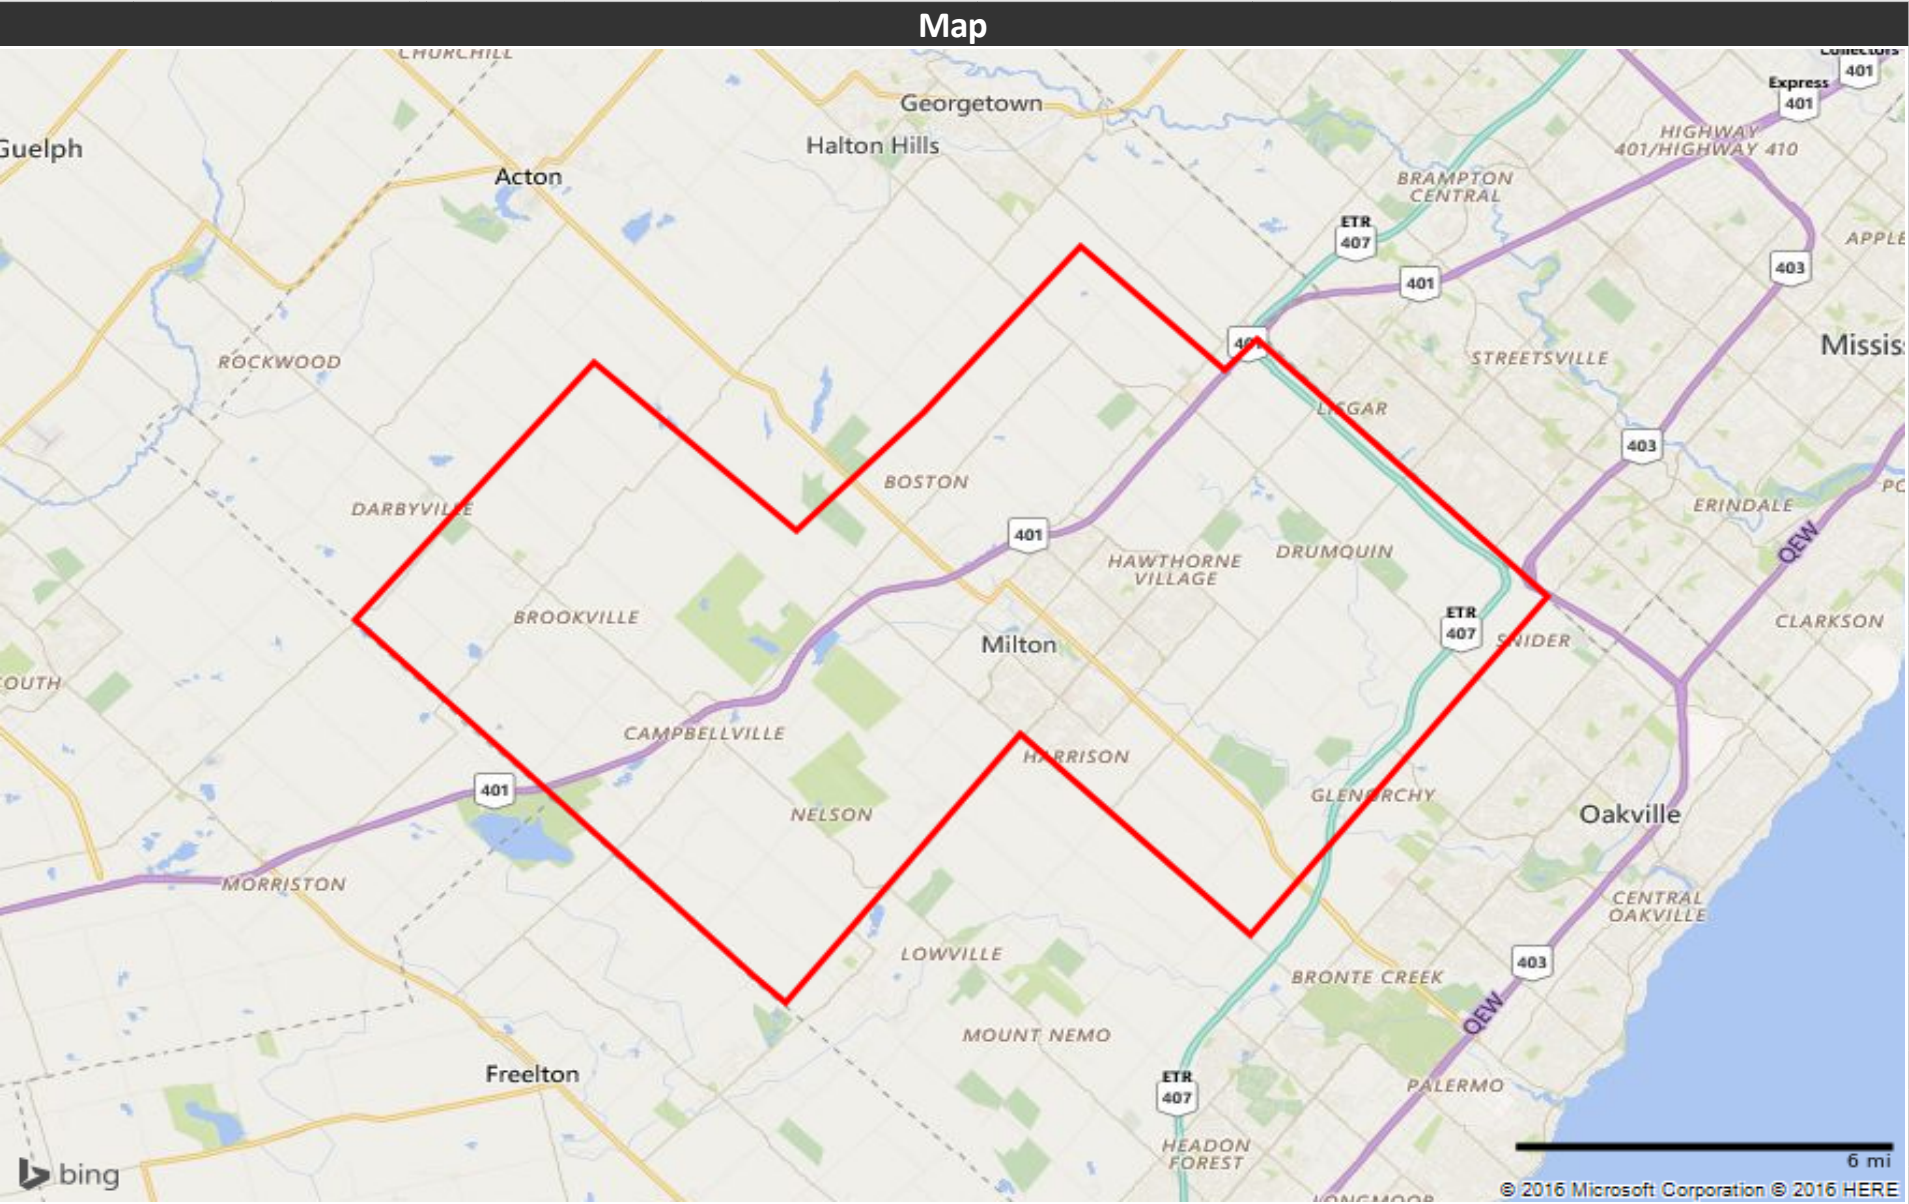 Map
CHURCHILL
Collectors
401
Express
401
Georgetown
HIGHWAY
401/HIGHWAY 410
Guelph
Halton Hills
Acton
BRAMPTON
CENTRAL
ETR
407
APPLE
403
401
401
Missis
ROCKWOOD
STREETSVILLE
LISGAR
403
BOSTON
ERINDALE
PO
DARBYVILLE
401
QEW
HAWTHORNE
VILLAGE
DRUMQUIN
BROOKVILLE
ETR
407
CLARKSON
Milton
SNIDER
OUTH
CAMPBELLVILLE
HARRISON
401
GLENORCHY
NELSON
Oakville
MORRISTON
CENTRAL
OAKVILLE
LOWVILLE
403
BRONTE CREEK
QEW
MOUNT NEMO
Freelton
ETR
407
PALERMO
HEADON
FOREST
6 mi
bing
© 2016 Microsoft Corporation © 2016 HERE
LONGMOOR